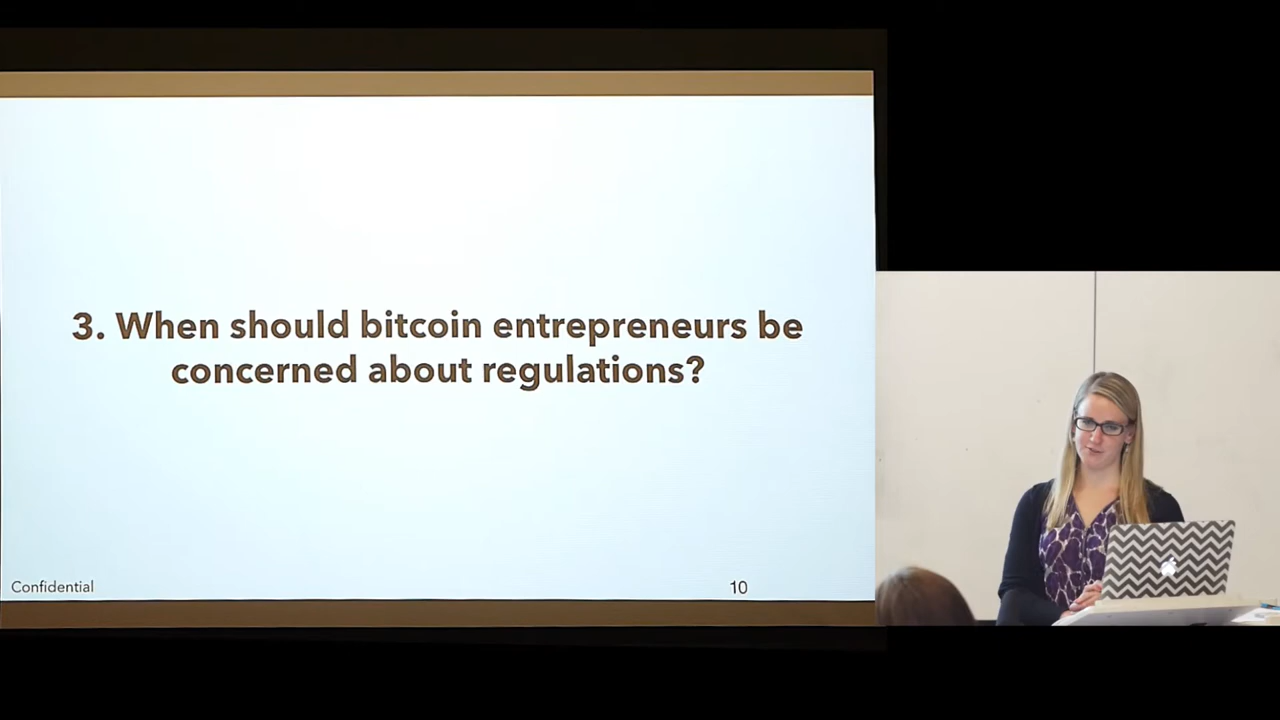 3. When should bitcoin entrepreneurs be
concerned about regulations?
Confidential
10